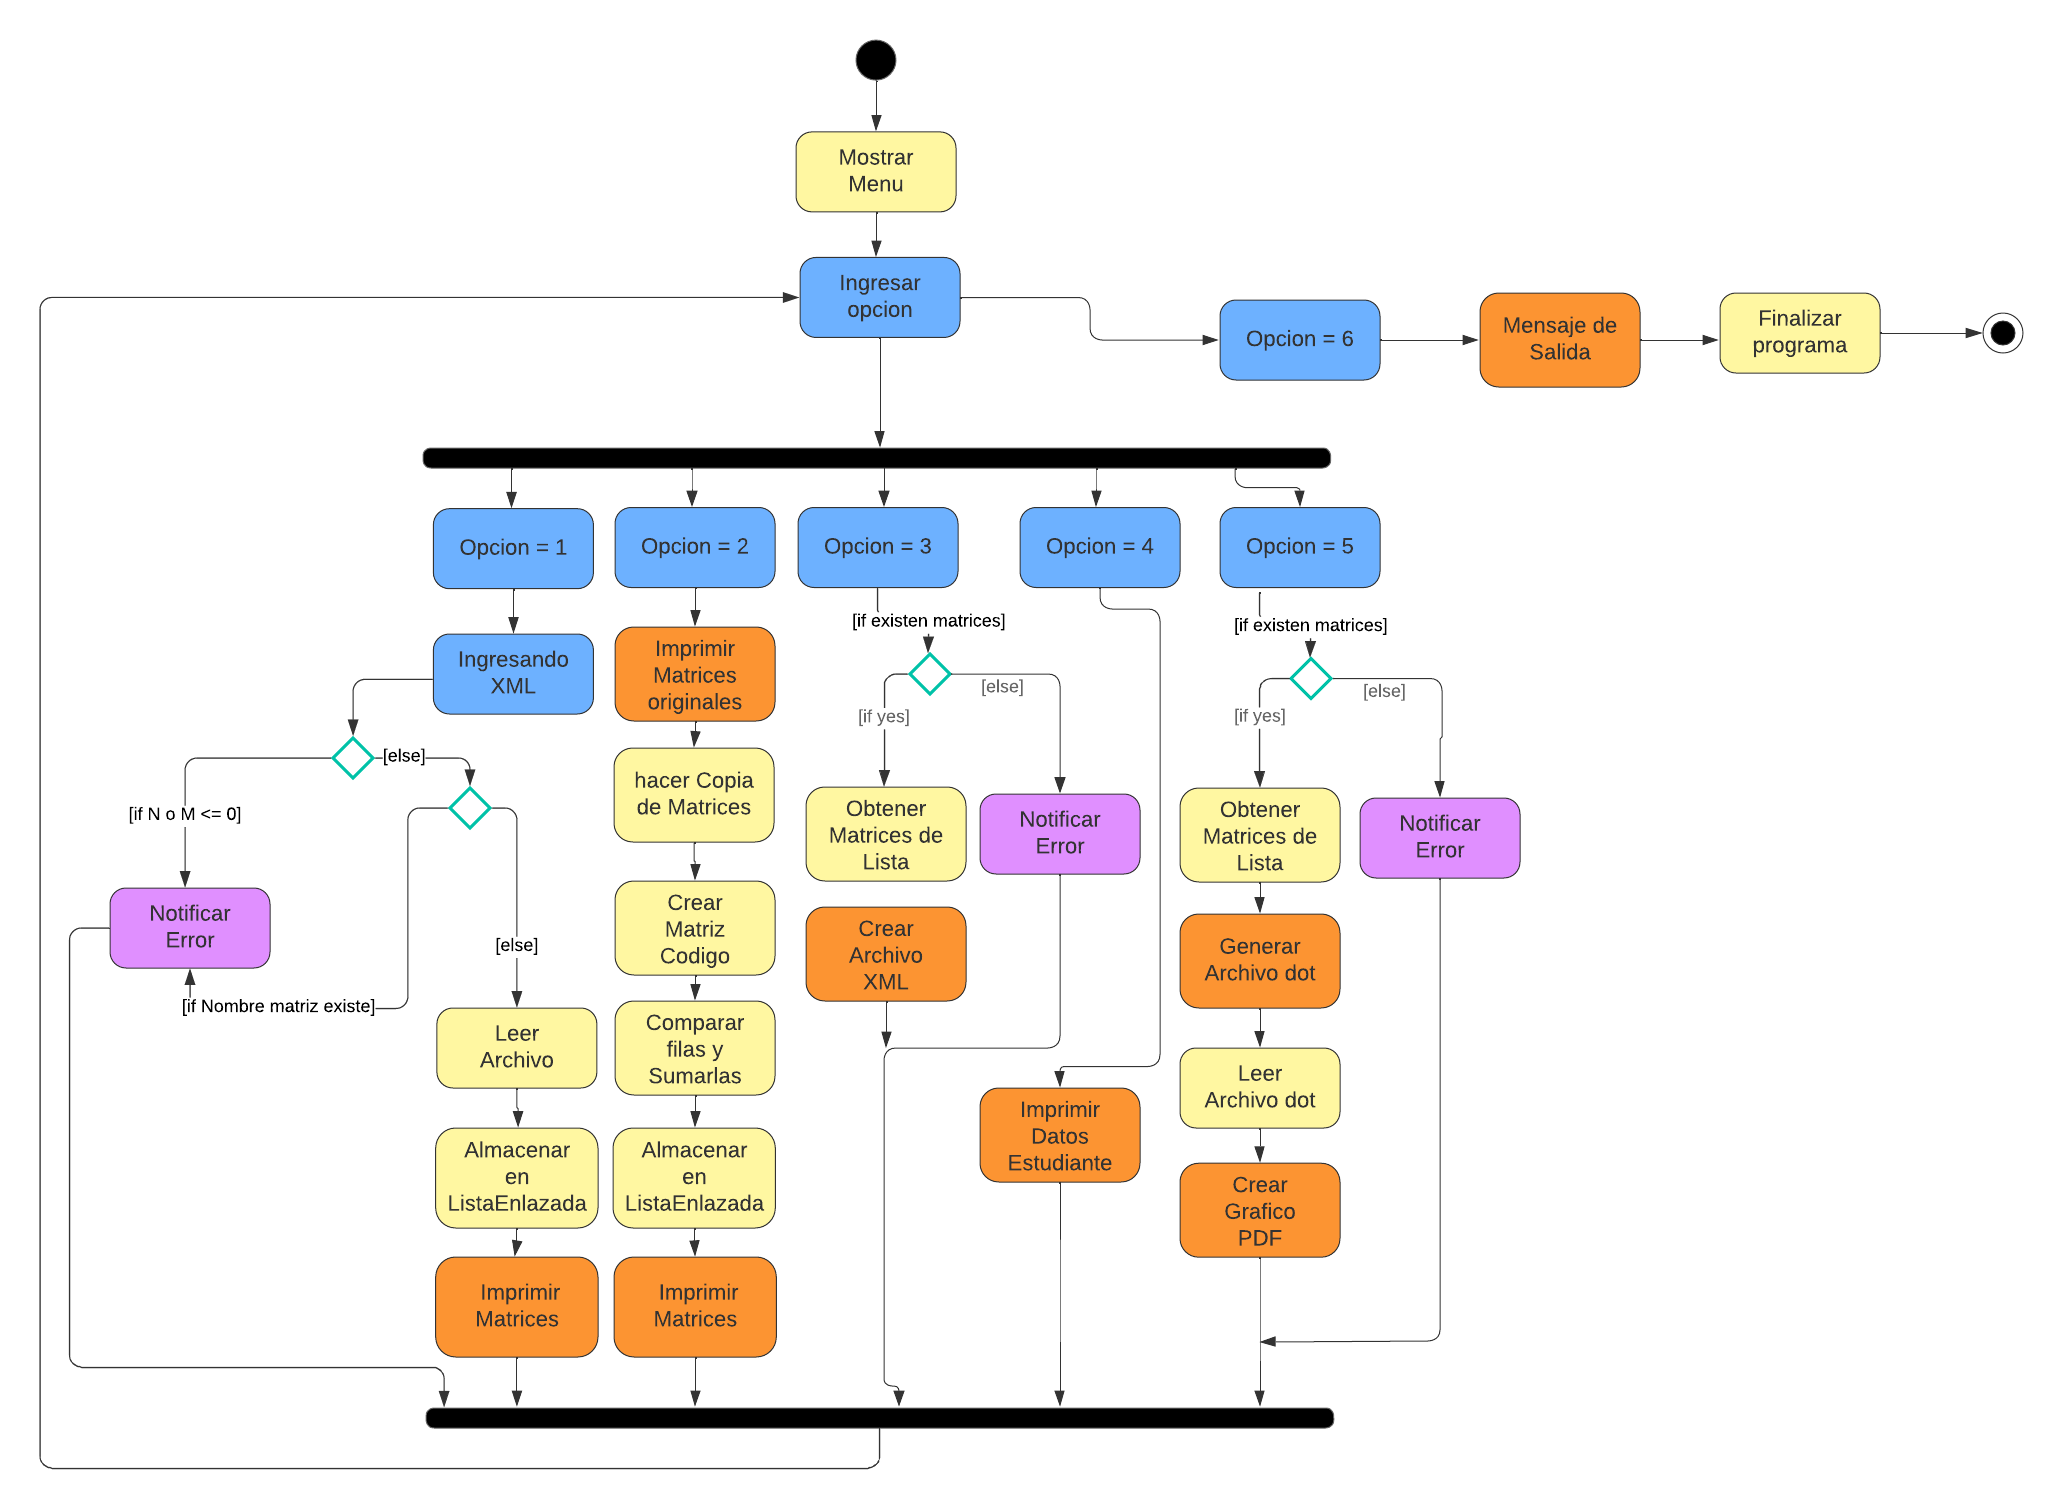 Mostrar
Menu
Ingresar
opcion
Opcion = 6
Mensaje de
Salida
Finalizar
programa
Opcion = 1
Opcion = 2
Opcion = 3
Opcion = 4
Opcion = 5
Ingresando
XML
[else]
[if N o M <= 0]
Notificar
Error
[if Nombre matriz existe]
[else]
Leer
Archivo
Almacenar
en
ListaEnlazada
Imprimir
Matrices
Imprimir
Matrices
originales
hacer Copia
de Matrices
Crear
Matriz
Codigo
Comparar
filas y
Sumarlas
Almacenar
en
ListaEnlazada
Imprimir
Matrices
[if existen matrices]
[else]
[if yes]
Obtener
Matrices de
Lista
Notificar
Error
Crear
Archivo
XML
Imprimir
Datos
Estudiante
[if existen matrices]
[else]
[if yes]
Obtener
Matrices de
Lista
Notificar
Error
Generar
Archivo dot
Leer
Archivo dot
Crear
Grafico
PDF